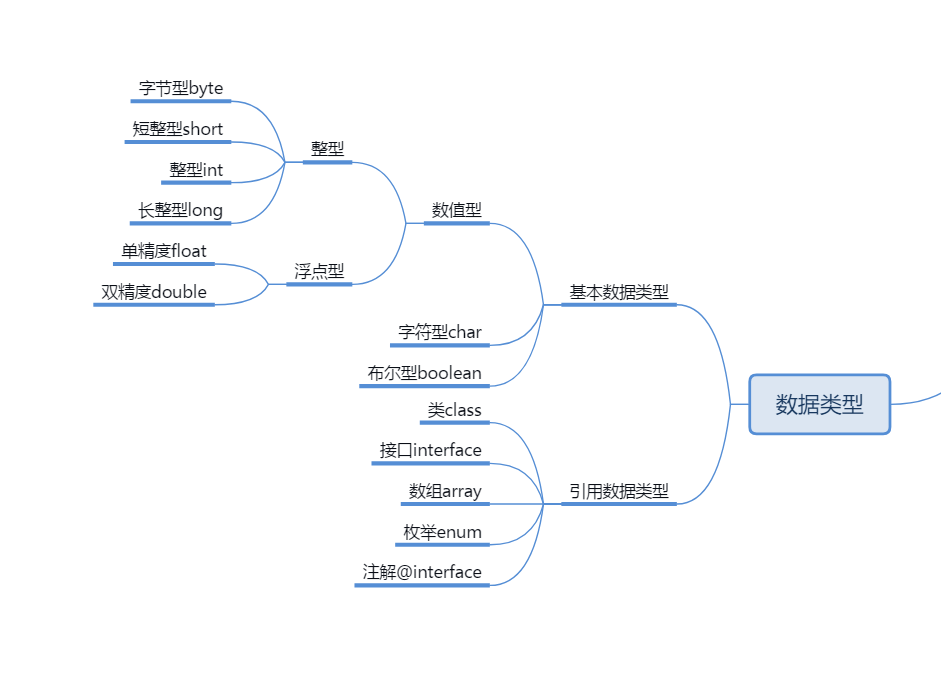 字节型byte
短整型short
整型
整型int
长整型long
数值型
单精度float
浮点型
双精度double
基本数据类型
字符型char
布尔型boolean
数据类型
类class
接口interface
数组array
引用数据类型
枚举enum
注解@interface